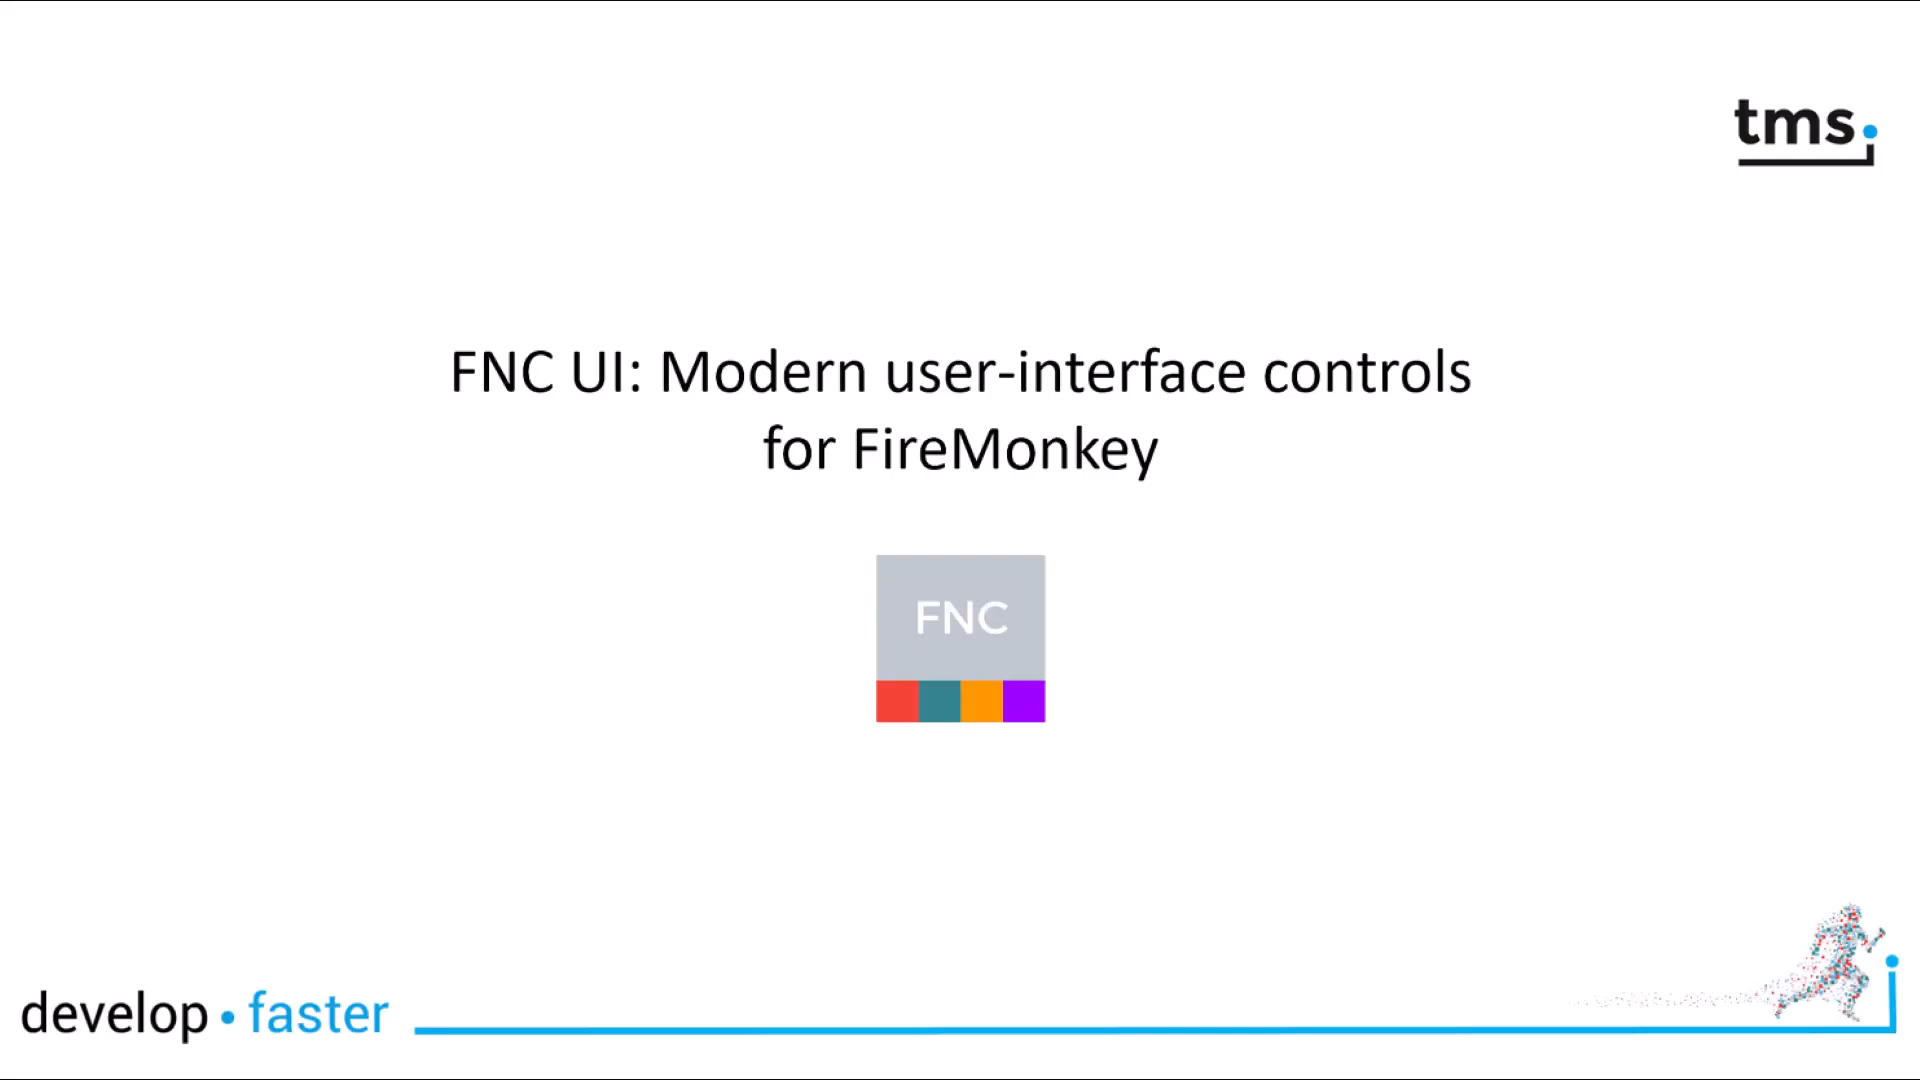 tms
FNC UI: Modern user-interface controls
for FireMonkey
FNC
develop • faster